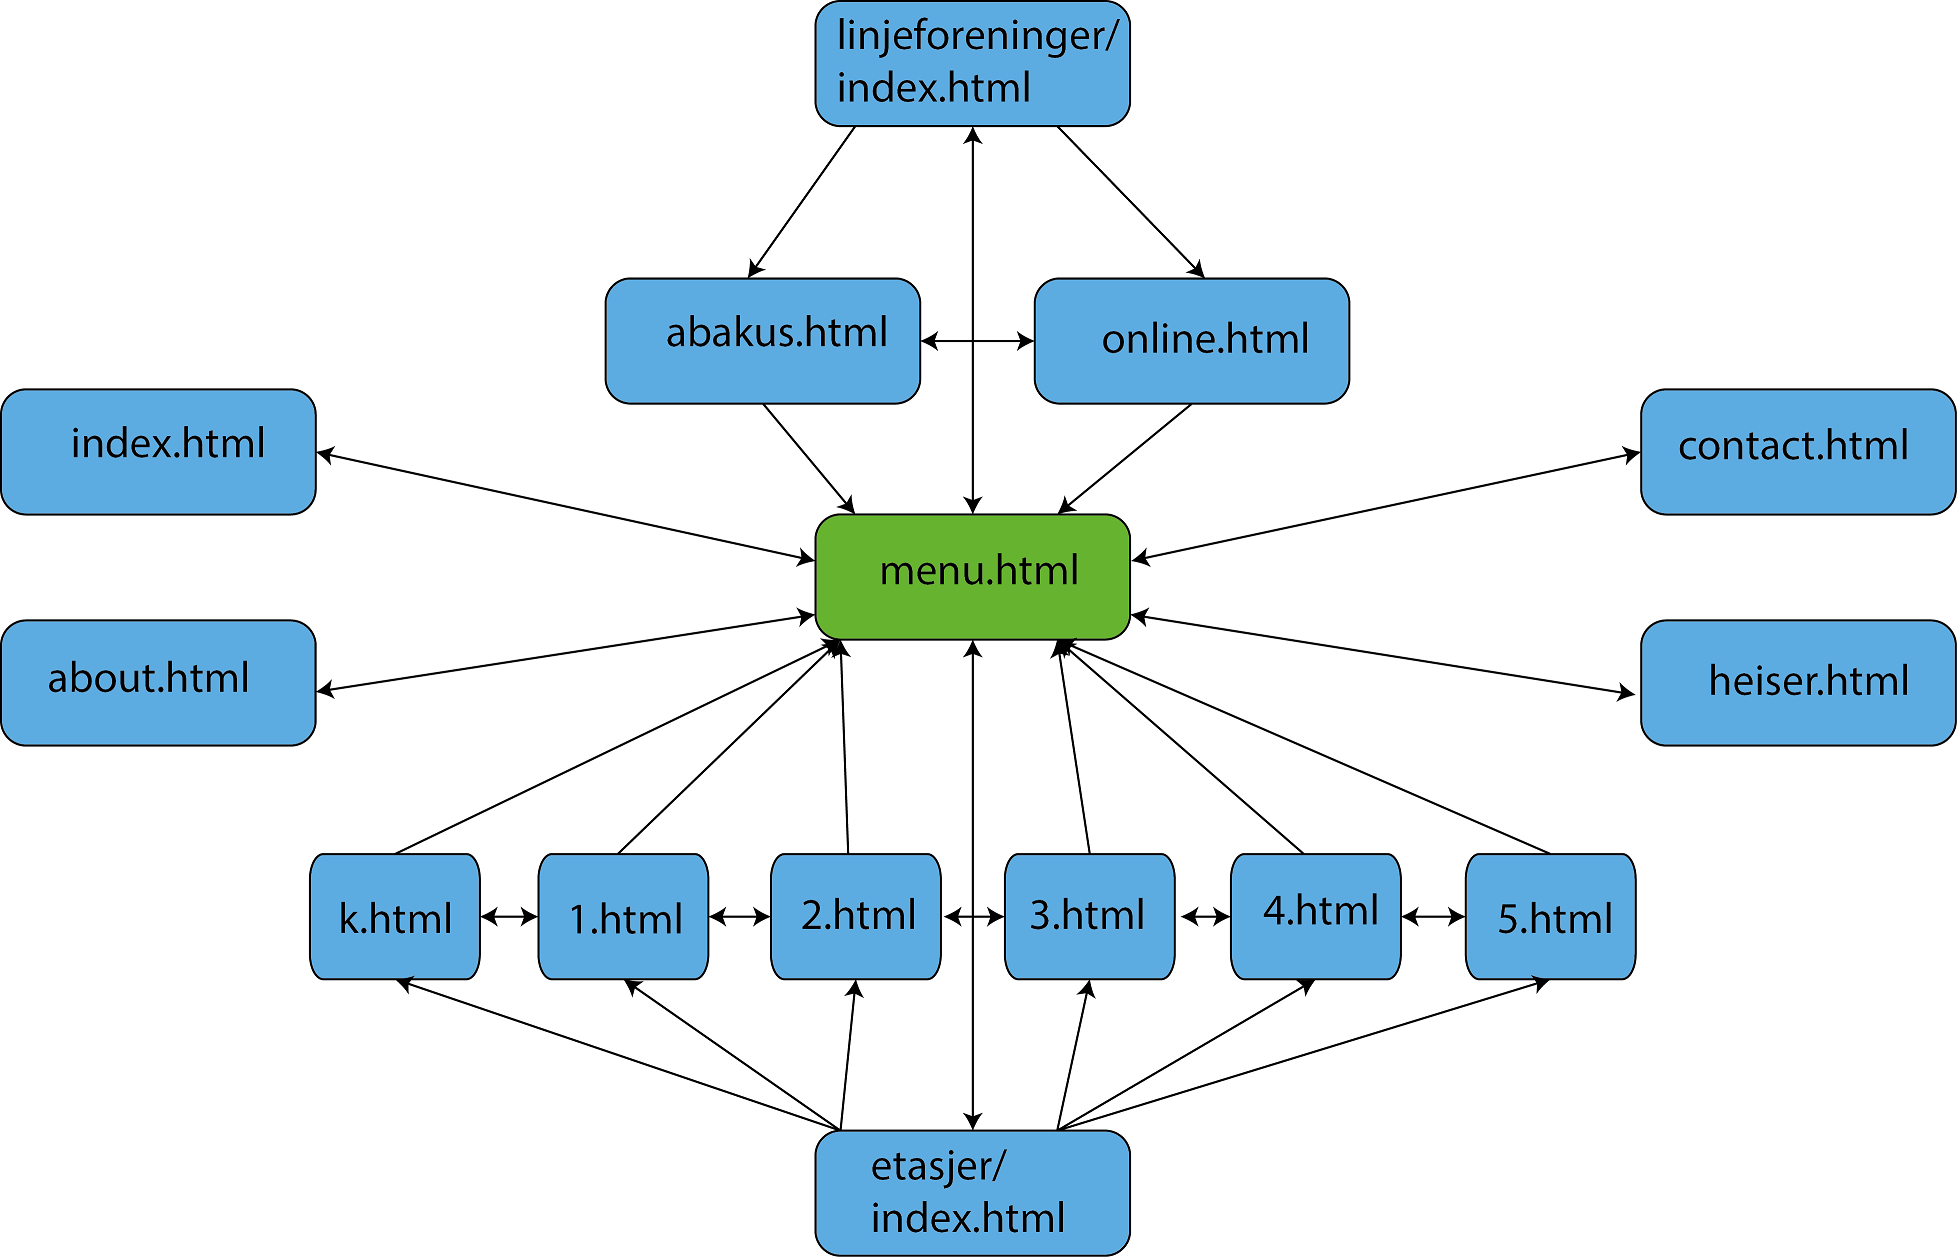 linjeforeninger/
index.html
abakus.html
online.html
index.html
contact.html
menu.html
about.html
heiser.html
k.html
1.html
2.html
3.html
4.html
5.html
etasjer/
index.html